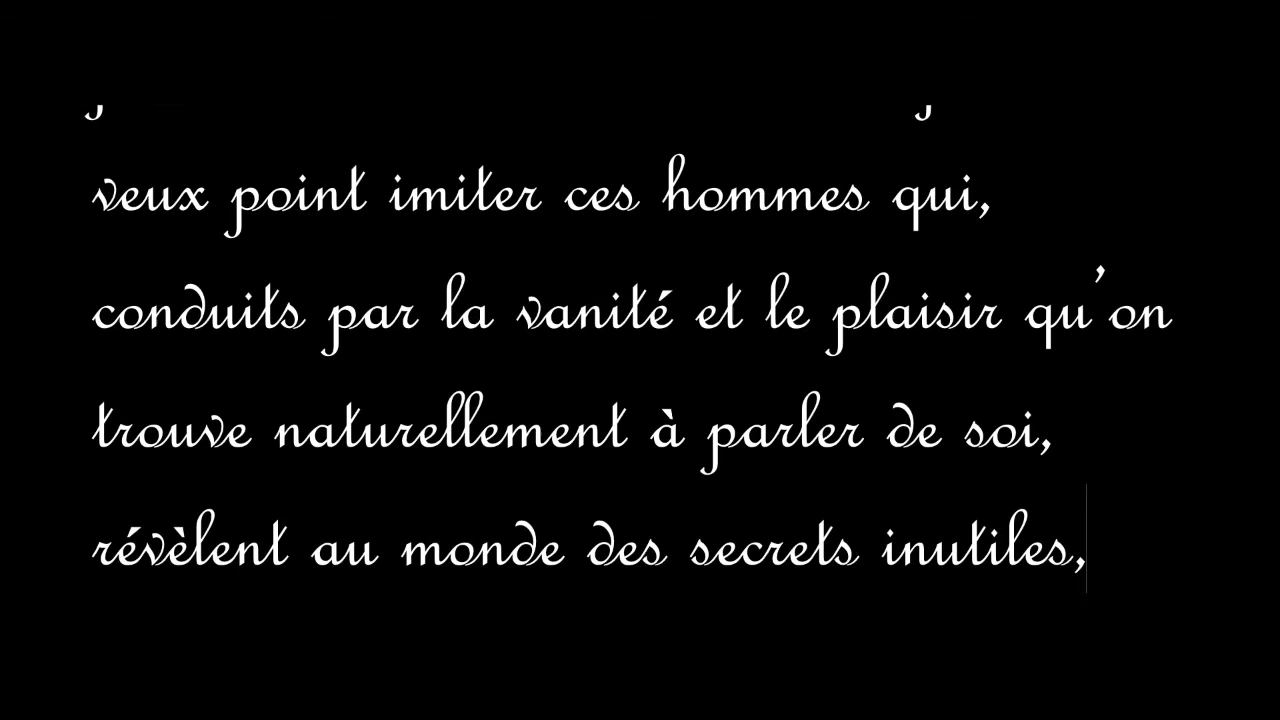 veux point imiter ces hommes qui,
conduits par la vanité et le plaisir qu'on
trouve naturellement à parler de soi,
révèlent au monde des secrets inutiles,